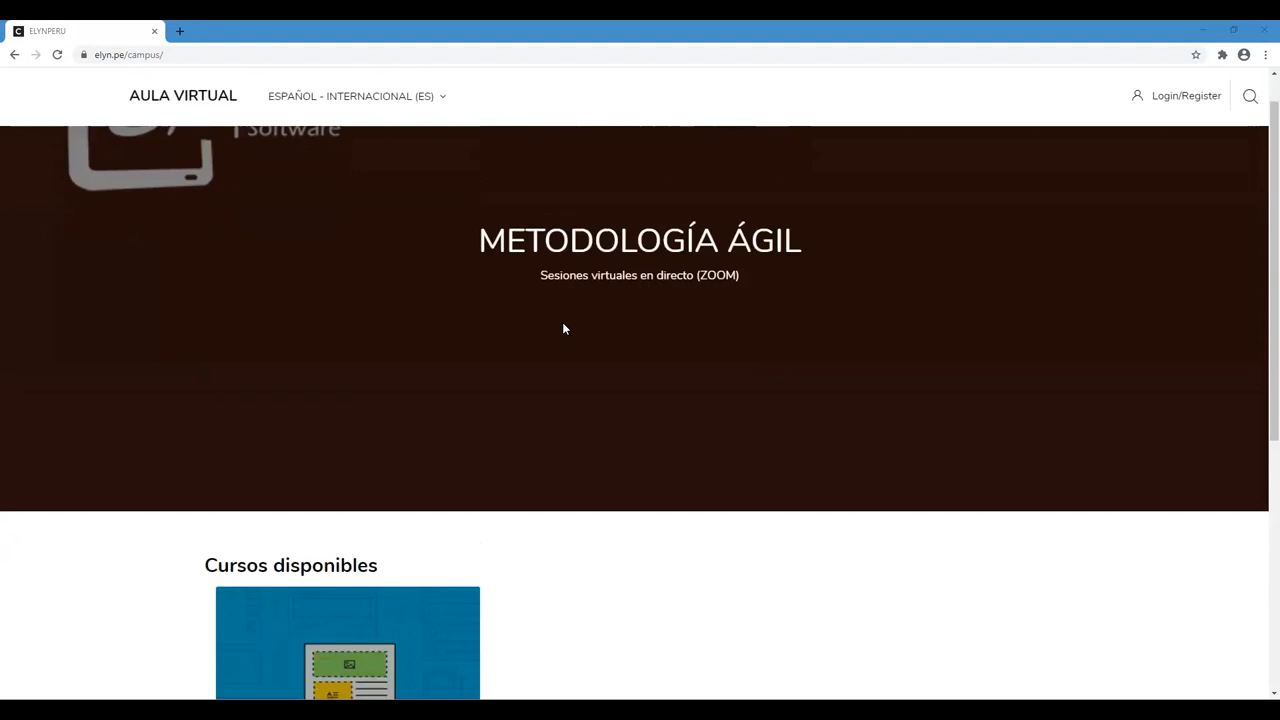 ELYNPERU
elyn.pe/campus/
AULA VIRTUAL
ESPAÑOL - INTERNACIONAL (ES)
Login/Register
Software
METODOLOGÍA ÁGIL
Sesiones virtuales en directo (ZOOM)
Cursos disponibles